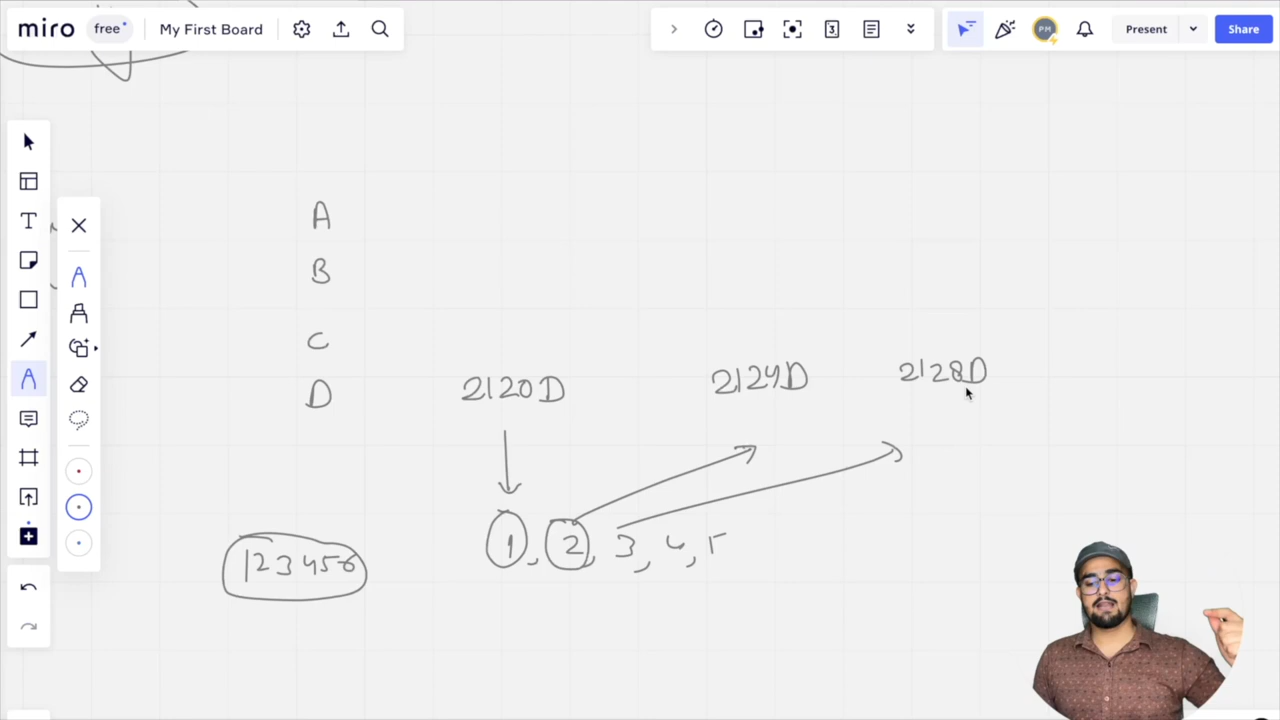 miro free My First Board Present Share
A
B
C
D 2120D 2124D 2128D
1, 2, 3, 4, 5
123456